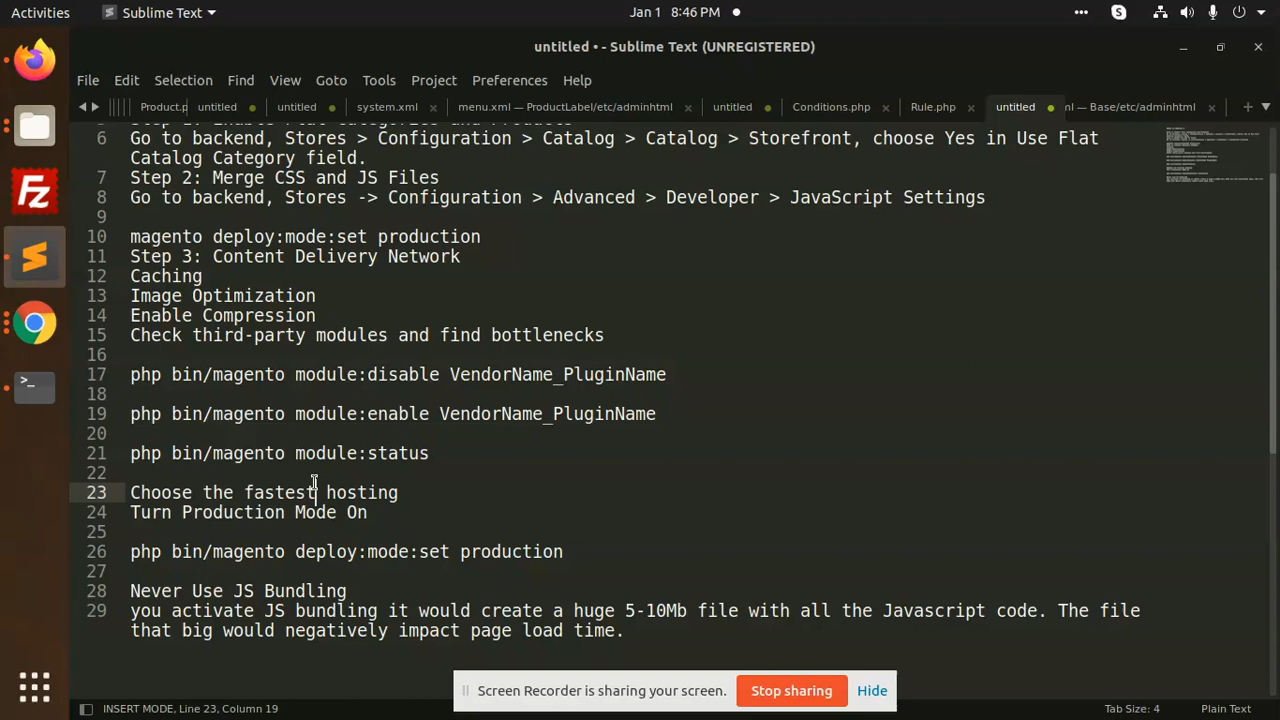 Activities
Sublime Text
Jan 1 8:46 PM
untitled • - Sublime Text (UNREGISTERED)
File Edit Selection Find View Goto Tools Project Preferences Help
Product.p untitled untitled system.xml menu.xml — ProductLabel/etc/adminhtml untitled Conditions.php Rule.php untitled ml — Base/etc/adminhtml
6 Go to backend, Stores > Configuration > Catalog > Catalog > Storefront, choose Yes in Use Flat
Catalog Category field.
7 Step 2: Merge CSS and JS Files
8 Go to backend, Stores -> Configuration > Advanced > Developer > JavaScript Settings
9
10 magento deploy:mode:set production
11 Step 3: Content Delivery Network
12 Caching
13 Image Optimization
14 Enable Compression
15 Check third-party modules and find bottlenecks
16
17 php bin/magento module:disable VendorName_PluginName
18
19 php bin/magento module:enable VendorName_PluginName
20
21 php bin/magento module:status
22
23 Choose the fastest hosting
24 Turn Production Mode On
25
26 php bin/magento deploy:mode:set production
27
28 Never Use JS Bundling
29 you activate JS bundling it would create a huge 5-10Mb file with all the Javascript code. The file
that big would negatively impact page load time.
Screen Recorder is sharing your screen. Stop sharing Hide
INSERT MODE, Line 23, Column 19
Tab Size: 4
Plain Text